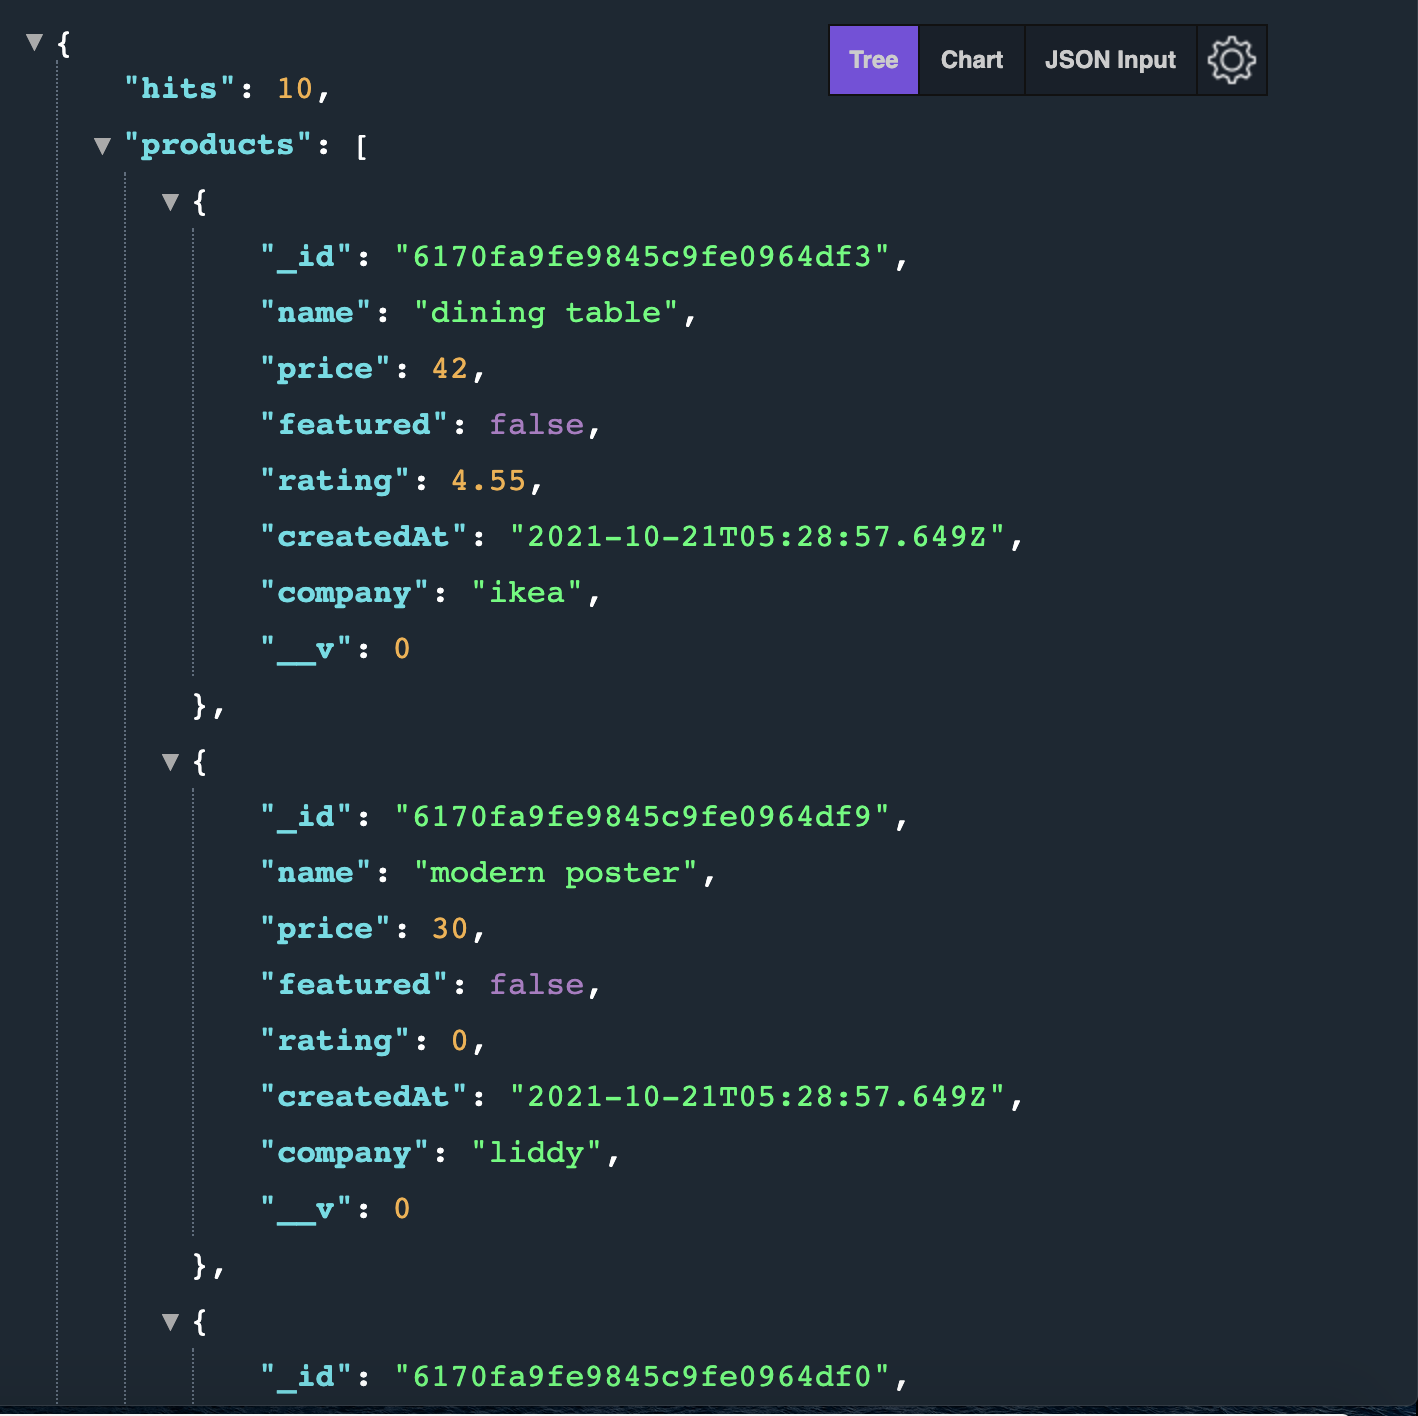 {
Tree Chart JSON Input
"hits": 10,
"products": [
{
"_id": "6170fa9fe9845c9fe0964df3",
"name": "dining table",
"price": 42,
"featured": false,
"rating": 4.55,
"createdAt": "2021-10-21T05:28:57.649Z",
"company": "ikea",
"__v": 0
},
{
"_id": "6170fa9fe9845c9fe0964df9",
"name": "modern poster",
"price": 30,
"featured": false,
"rating": 0,
"createdAt": "2021-10-21T05:28:57.649Z",
"company": "liddy",
"__v": 0
},
{
"_id": "6170fa9fe9845c9fe0964df0",